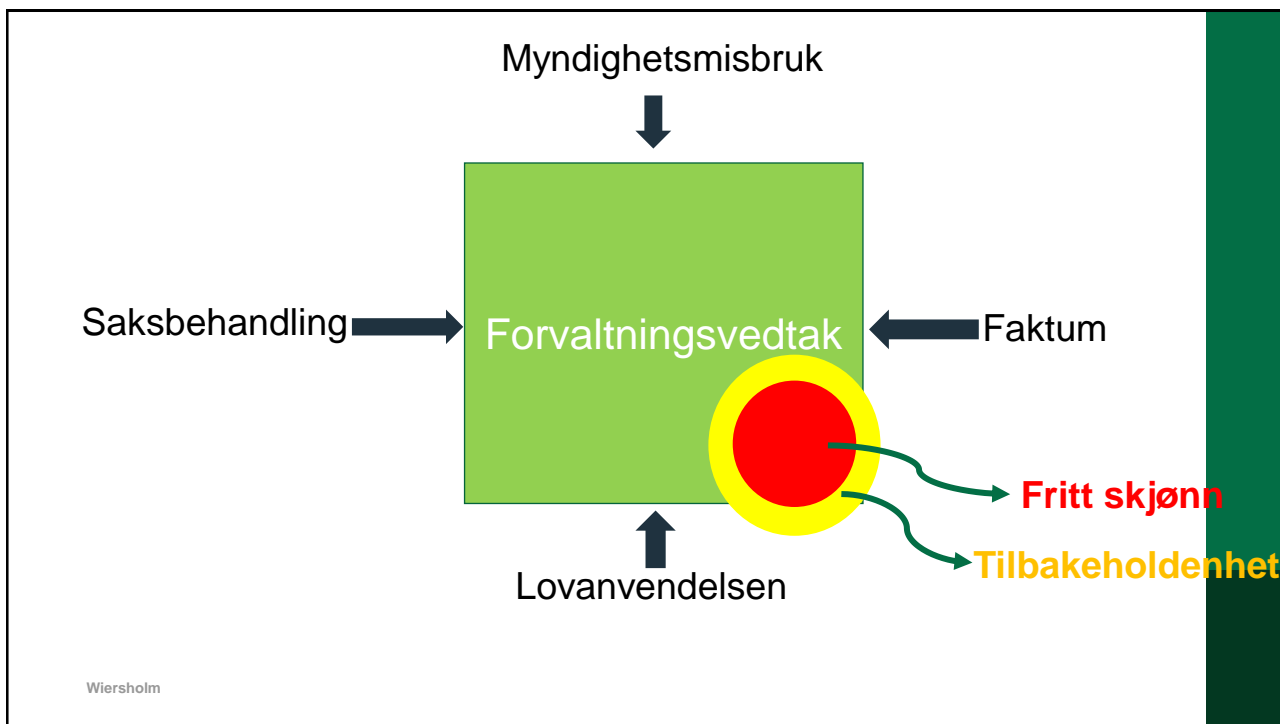 Myndighetsmisbruk
Saksbehandling
Forvaltningsvedtak
Faktum
Fritt skjønn
Tilbakeholdenhet
Lovanvendelsen
Wiersholm